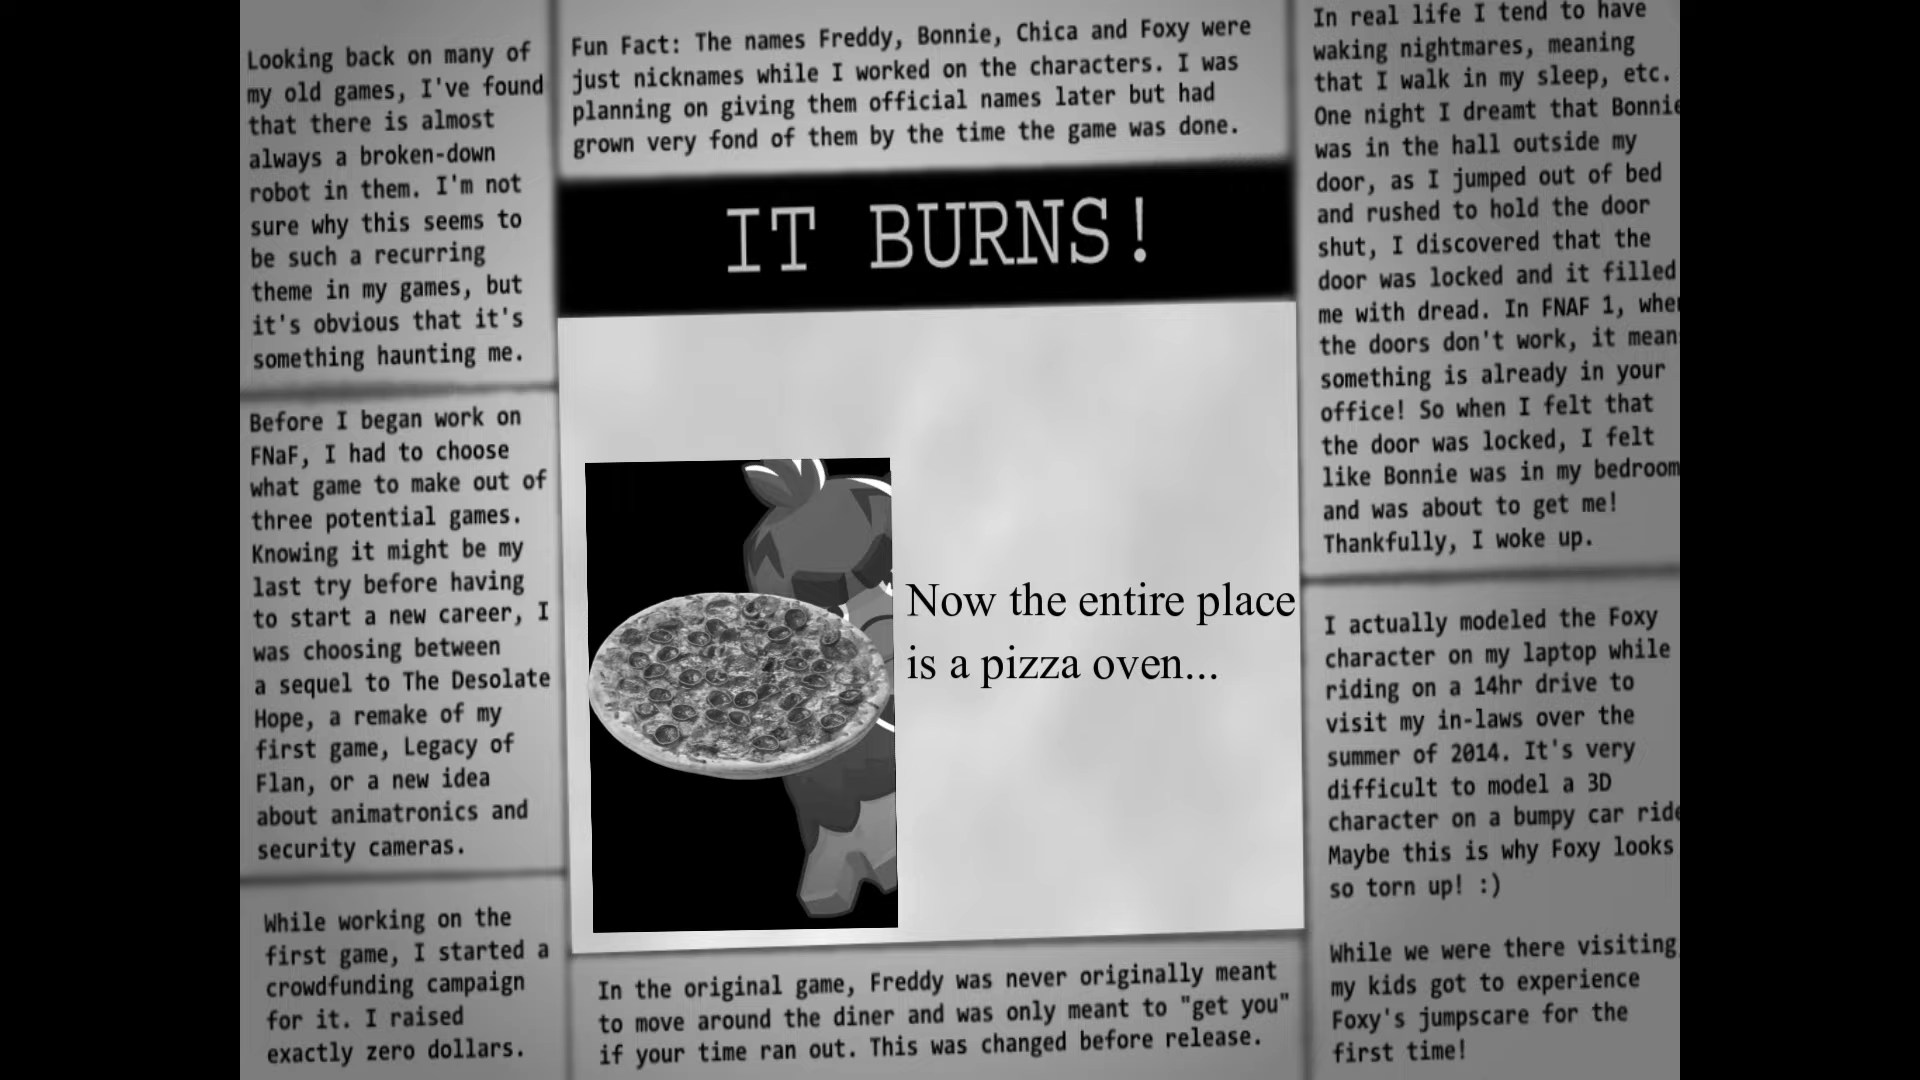 Looking back on many of
my old games, I've found
that there is almost
always a broken-down
robot in them. I'm not
sure why this seems to
be such a recurring
theme in my games, but
it's obvious that it's
something haunting me.
Before I began work on
FNaF, I had to choose
what game to make out of
three potential games.
Knowing it might be my
last try before having
to start a new career, I
was choosing between
a sequel to The Desolate
Hope, a remake of my
first game, Legacy of
Flan, or a new idea
about animatronics and
security cameras.
While working on the
first game, I started a
crowdfunding campaign
for it. I raised
exactly zero dollars.
Fun Fact: The names Freddy, Bonnie, Chica and Foxy were
just nicknames while I worked on the characters. I was
planning on giving them official names later but had
grown very fond of them by the time the game was done.
IT BURNS!
Now the entire place
is a pizza oven...
In the original game, Freddy was never originally meant
to move around the diner and was only meant to "get you"
if your time ran out. This was changed before release.
In real life I tend to have
waking nightmares, meaning
that I walk in my sleep, etc.
One night I dreamt that Bonnie
was in the hall outside my
door, as I jumped out of bed
and rushed to hold the door
shut, I discovered that the
door was locked and it filled
me with dread. In FNAF 1, when
the doors don't work, it mean
something is already in your
office! So when I felt that
the door was locked, I felt
like Bonnie was in my bedroom
and was about to get me!
Thankfully, I woke up.
I actually modeled the Foxy
character on my laptop while
riding on a 14hr drive to
visit my in-laws over the
summer of 2014. It's very
difficult to model a 3D
character on a bumpy car ride
Maybe this is why Foxy looks
so torn up! :)
While we were there visiting
my kids got to experience
Foxy's jumpscare for the
first time!